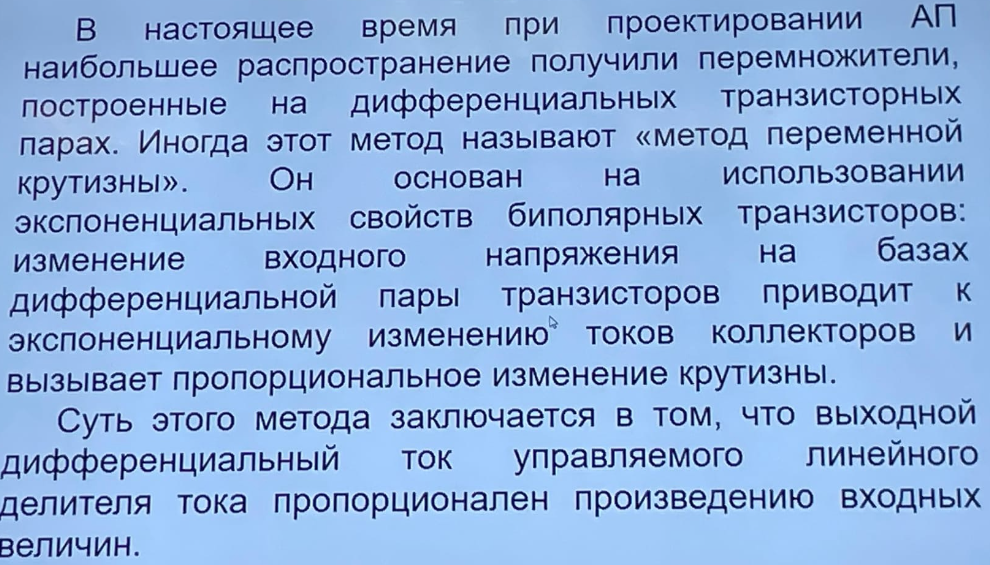 В настоящее время при проектировании АП
наибольшее распространение получили перемножители,
построенные на дифференциальных транзисторных
парах. Иногда этот метод называют «метод переменной
крутизны». Он основан на использовании
экспоненциальных свойств биполярных транзисторов:
изменение входного напряжения на базах
дифференциальной пары транзисторов приводит к
экспоненциальному изменению токов коллекторов и
вызывает пропорциональное изменение крутизны.
Суть этого метода заключается в том, что выходной
дифференциальный ток управляемого линейного
делителя тока пропорционален произведению входных
величин.